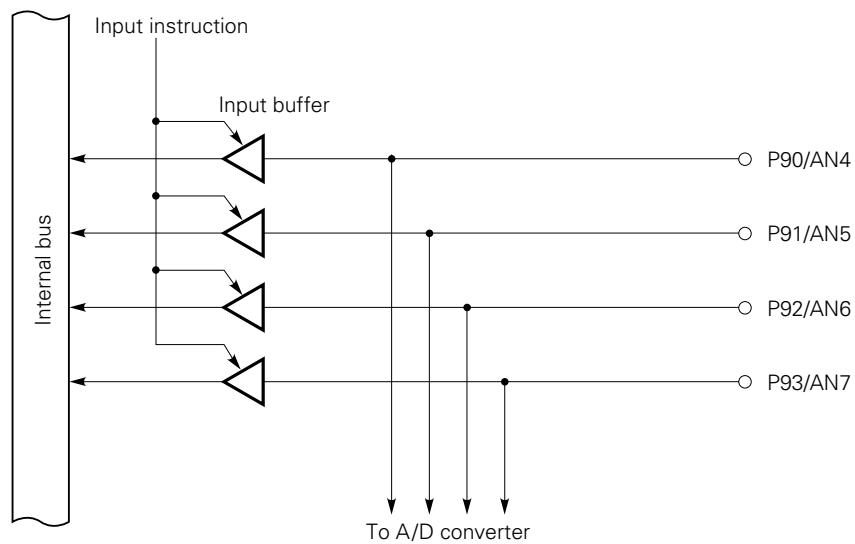 Input instruction
Input buffer
P90/AN4
P91/AN5
Internal bus
P92/AN6
P93/AN7
To A/D converter